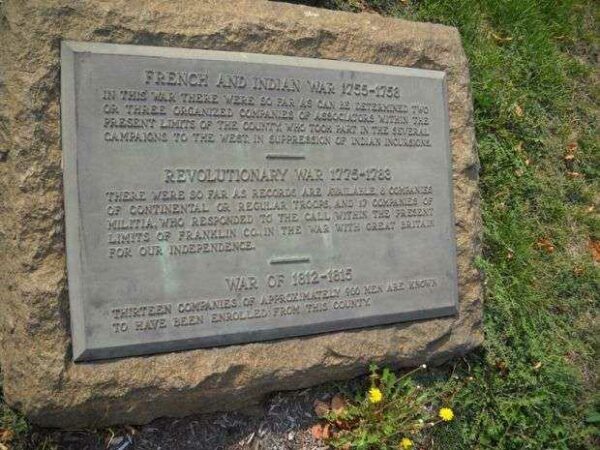 FRENCH AND INDIAN WAR 1755-1758
IN THIS WAR THERE WERE SO FAR AS CAN BE DETERMINED TWO
OR THREE ORGANIZED COMPANIES OF ASSOCIATORS WITHIN THE
PRESENT LIMITS OF THE COUNTY, WHO TOOK PART IN THE SEVERAL
CAMPAIGNS TO THE WEST, IN SUPPRESSION OF INDIAN INCURSIONS.
REVOLUTIONARY WAR 1775-1783
THERE WERE SO FAR AS RECORDS ARE AVAILABLE, 8 COMPANIES
OF CONTINENTAL OR REGULAR TROOPS, AND 17 COMPANIES OF
MILITIA, WHO RESPONDED TO THE CALL WITHIN THE PRESENT
LIMITS OF FRANKLIN CO., IN THE WAR WITH GREAT BRITAIN
FOR OUR INDEPENDENCE.
WAR OF 1812-1815
THIRTEEN COMPANIES OF APPROXIMATELY 900 MEN ARE KNOWN
TO HAVE BEEN ENROLLED FROM THIS COUNTY.